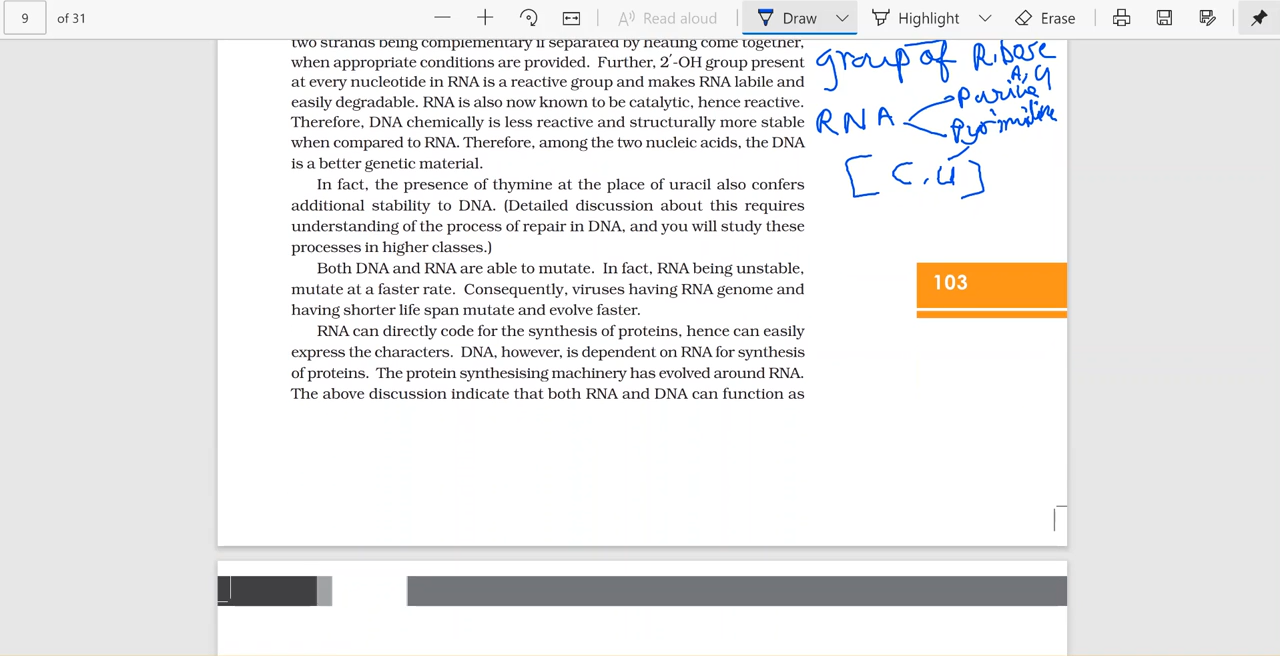 9 of 31 Read aloud Draw Highlight Erase
two strands being complementary if separated by heating come together,
when appropriate conditions are provided. Further, 2′-OH group present
at every nucleotide in RNA is a reactive group and makes RNA labile and
easily degradable. RNA is also now known to be catalytic, hence reactive.
Therefore, DNA chemically is less reactive and structurally more stable
when compared to RNA. Therefore, among the two nucleic acids, the DNA
is a better genetic material.
In fact, the presence of thymine at the place of uracil also confers
additional stability to DNA. (Detailed discussion about this requires
understanding of the process of repair in DNA, and you will study these
processes in higher classes.)
Both DNA and RNA are able to mutate. In fact, RNA being unstable,
mutate at a faster rate. Consequently, viruses having RNA genome and
having shorter life span mutate and evolve faster.
RNA can directly code for the synthesis of proteins, hence can easily
express the characters. DNA, however, is dependent on RNA for synthesis
of proteins. The protein synthesising machinery has evolved around RNA.
The above discussion indicate that both RNA and DNA can function as
group of Ribose
A, G
Purine
RNA
Pyrimidine
[C, U]
103